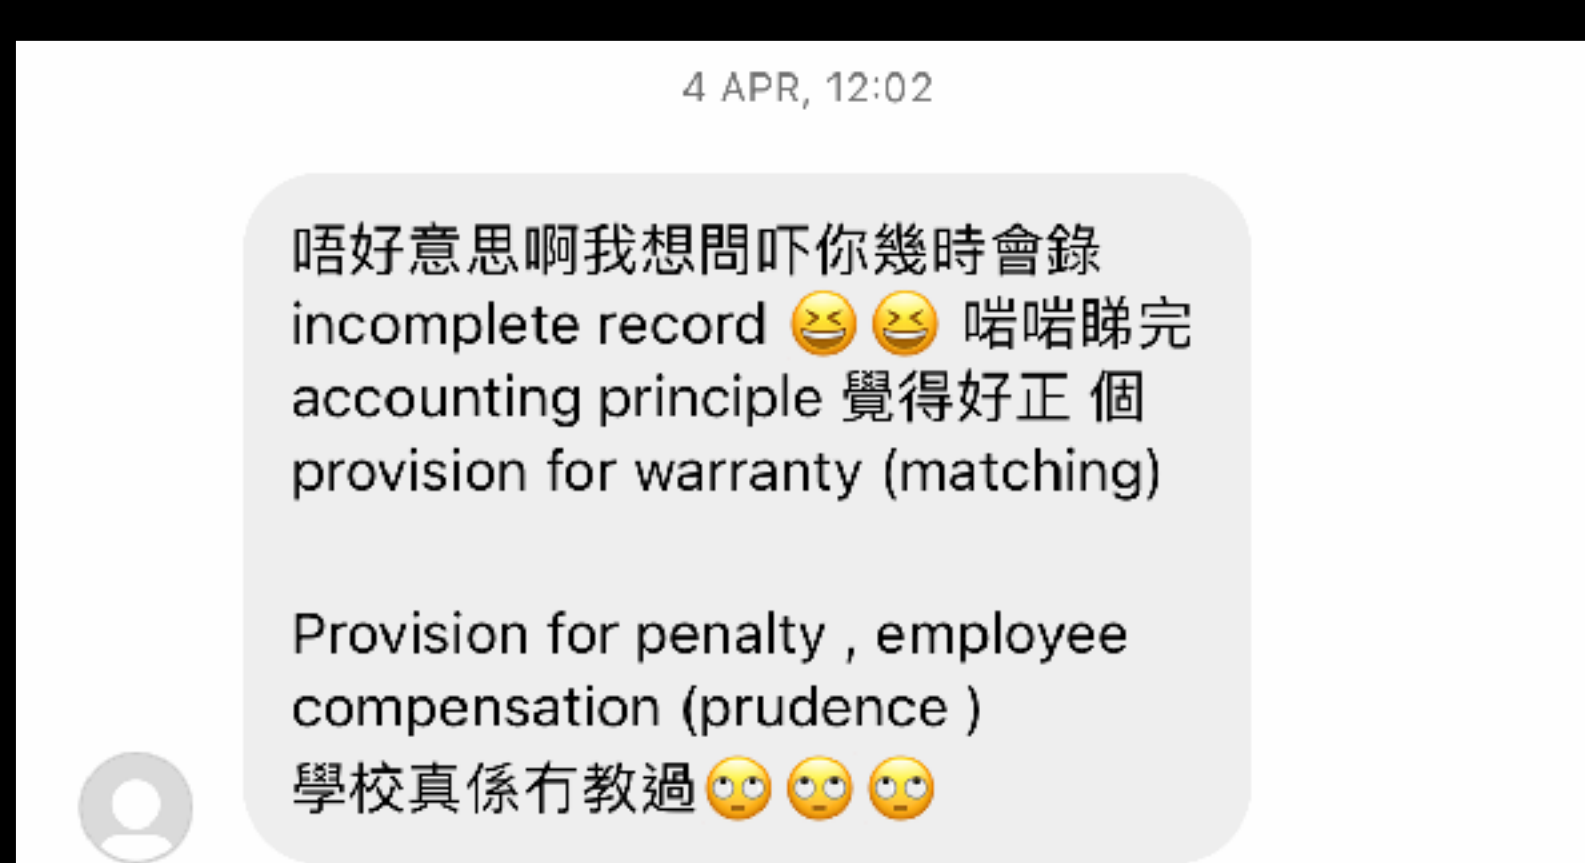 4 APR, 12:02
唔好意思啊我想問吓你幾時會錄
incomplete record 😆😆 啱啱睇完
accounting principle 覺得好正 個
provision for warranty (matching)
Provision for penalty , employee
compensation (prudence )
學校真係冇教過🙄🙄🙄